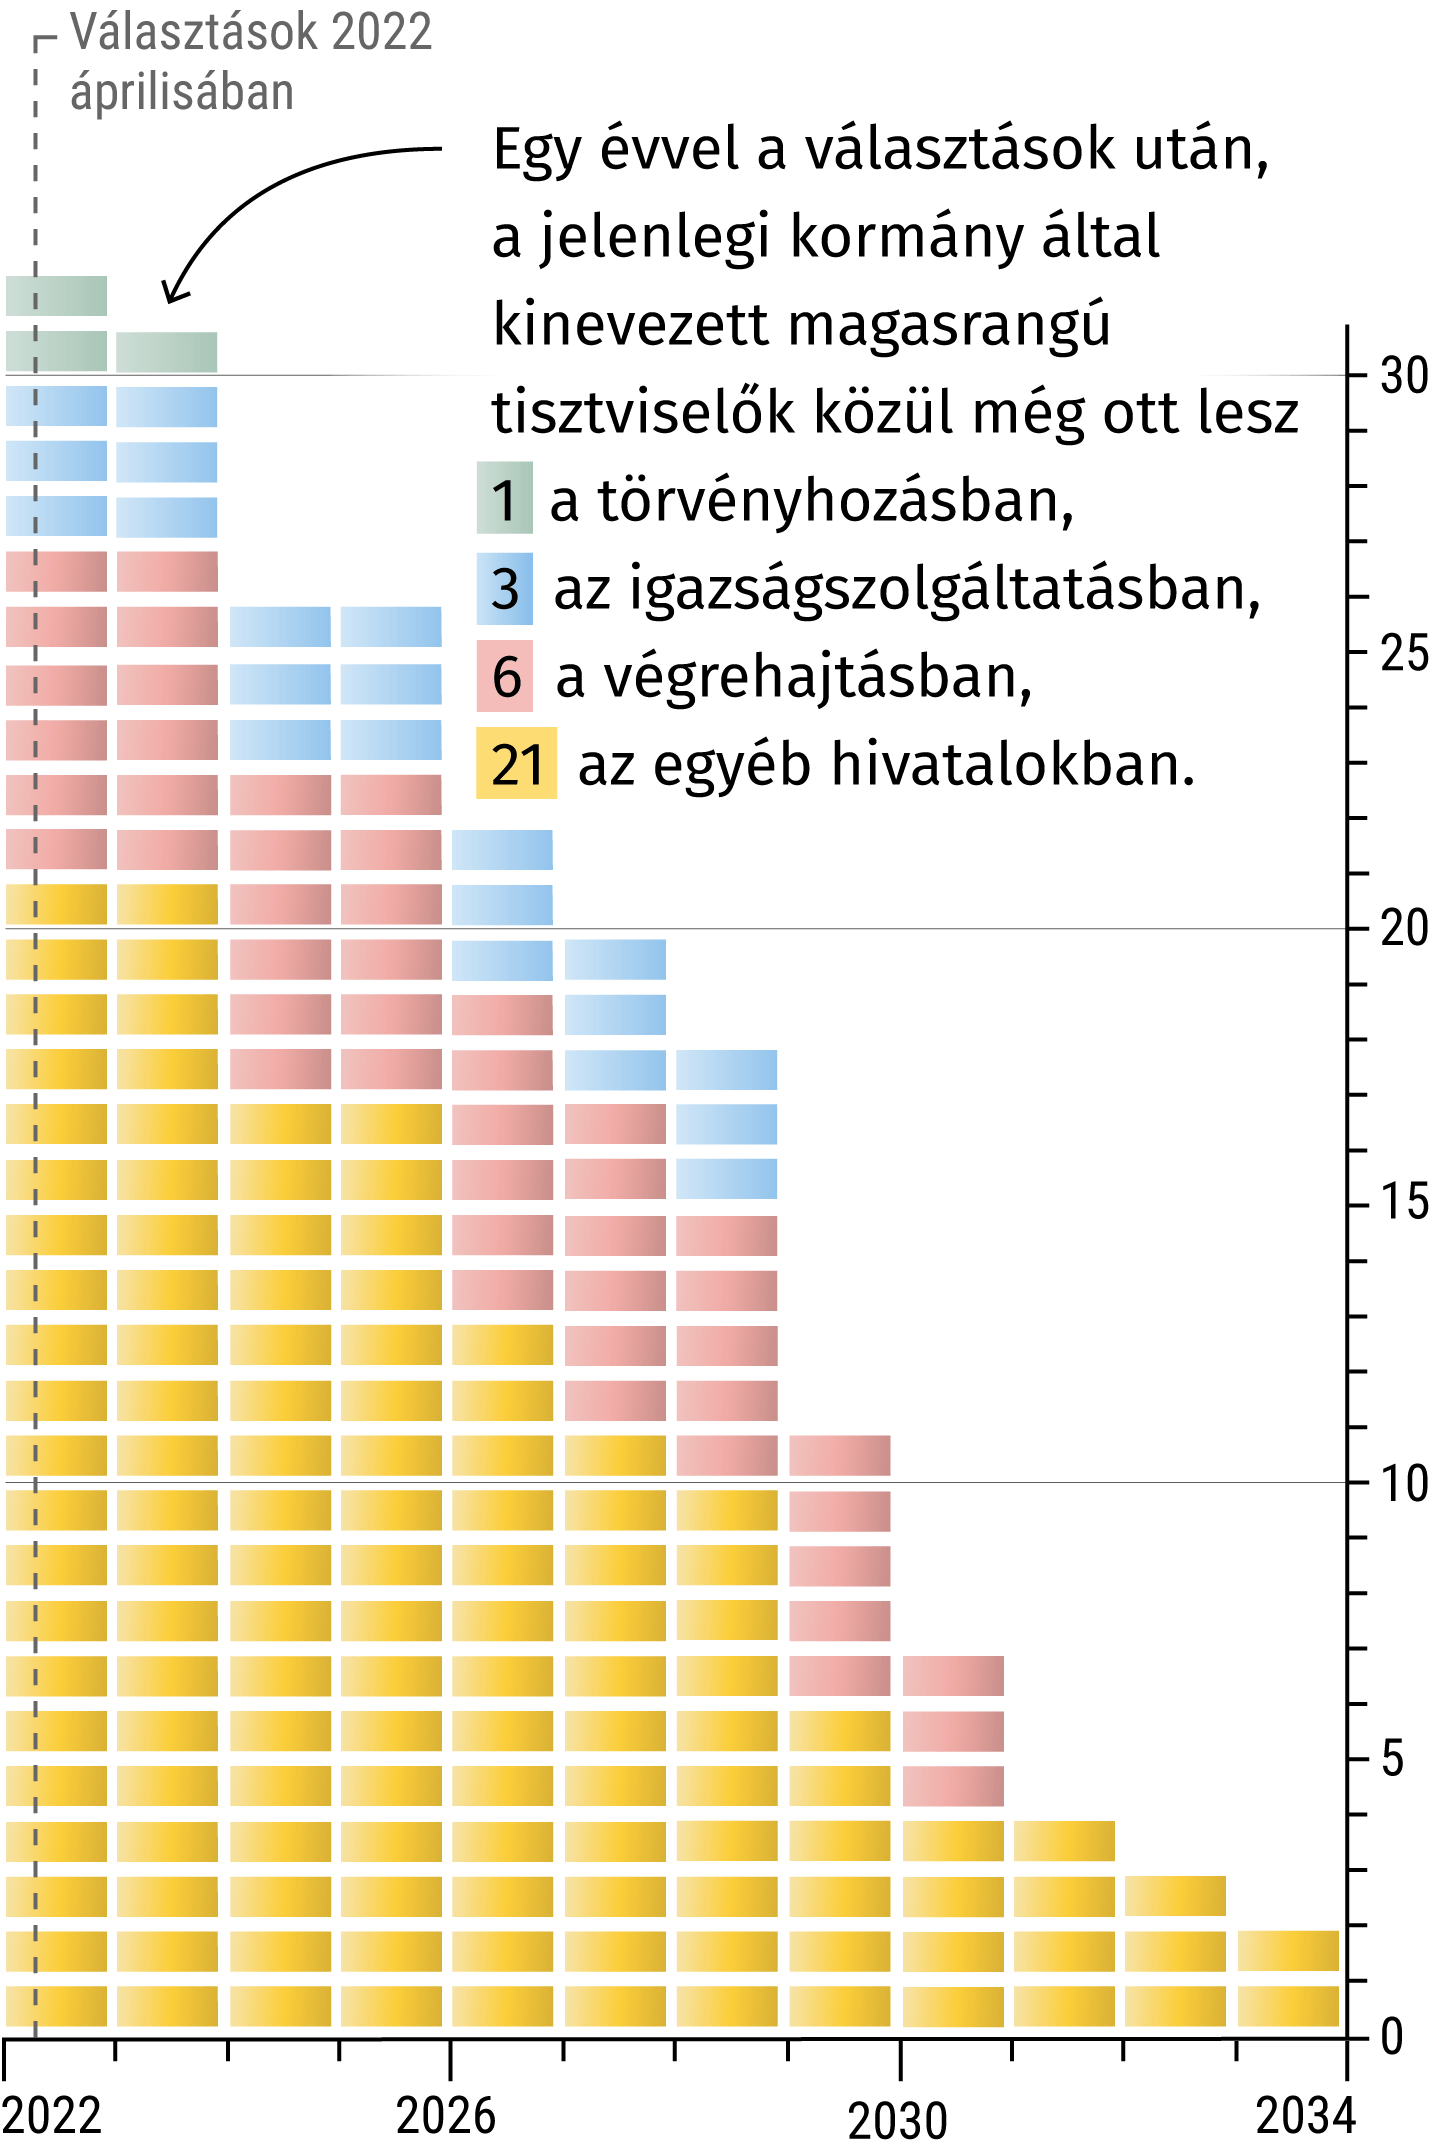 Választások 2022
áprilisában
Egy évvel a választások után,
a jelenlegi kormány által
kinevezett magasrangú
tisztviselők közül még ott lesz
1 a törvényhozásban,
3 az igazságszolgáltatásban,
6 a végrehajtásban,
21 az egyéb hivatalokban.
30
25
20
15
10
5
0
2022 2026 2030 2034